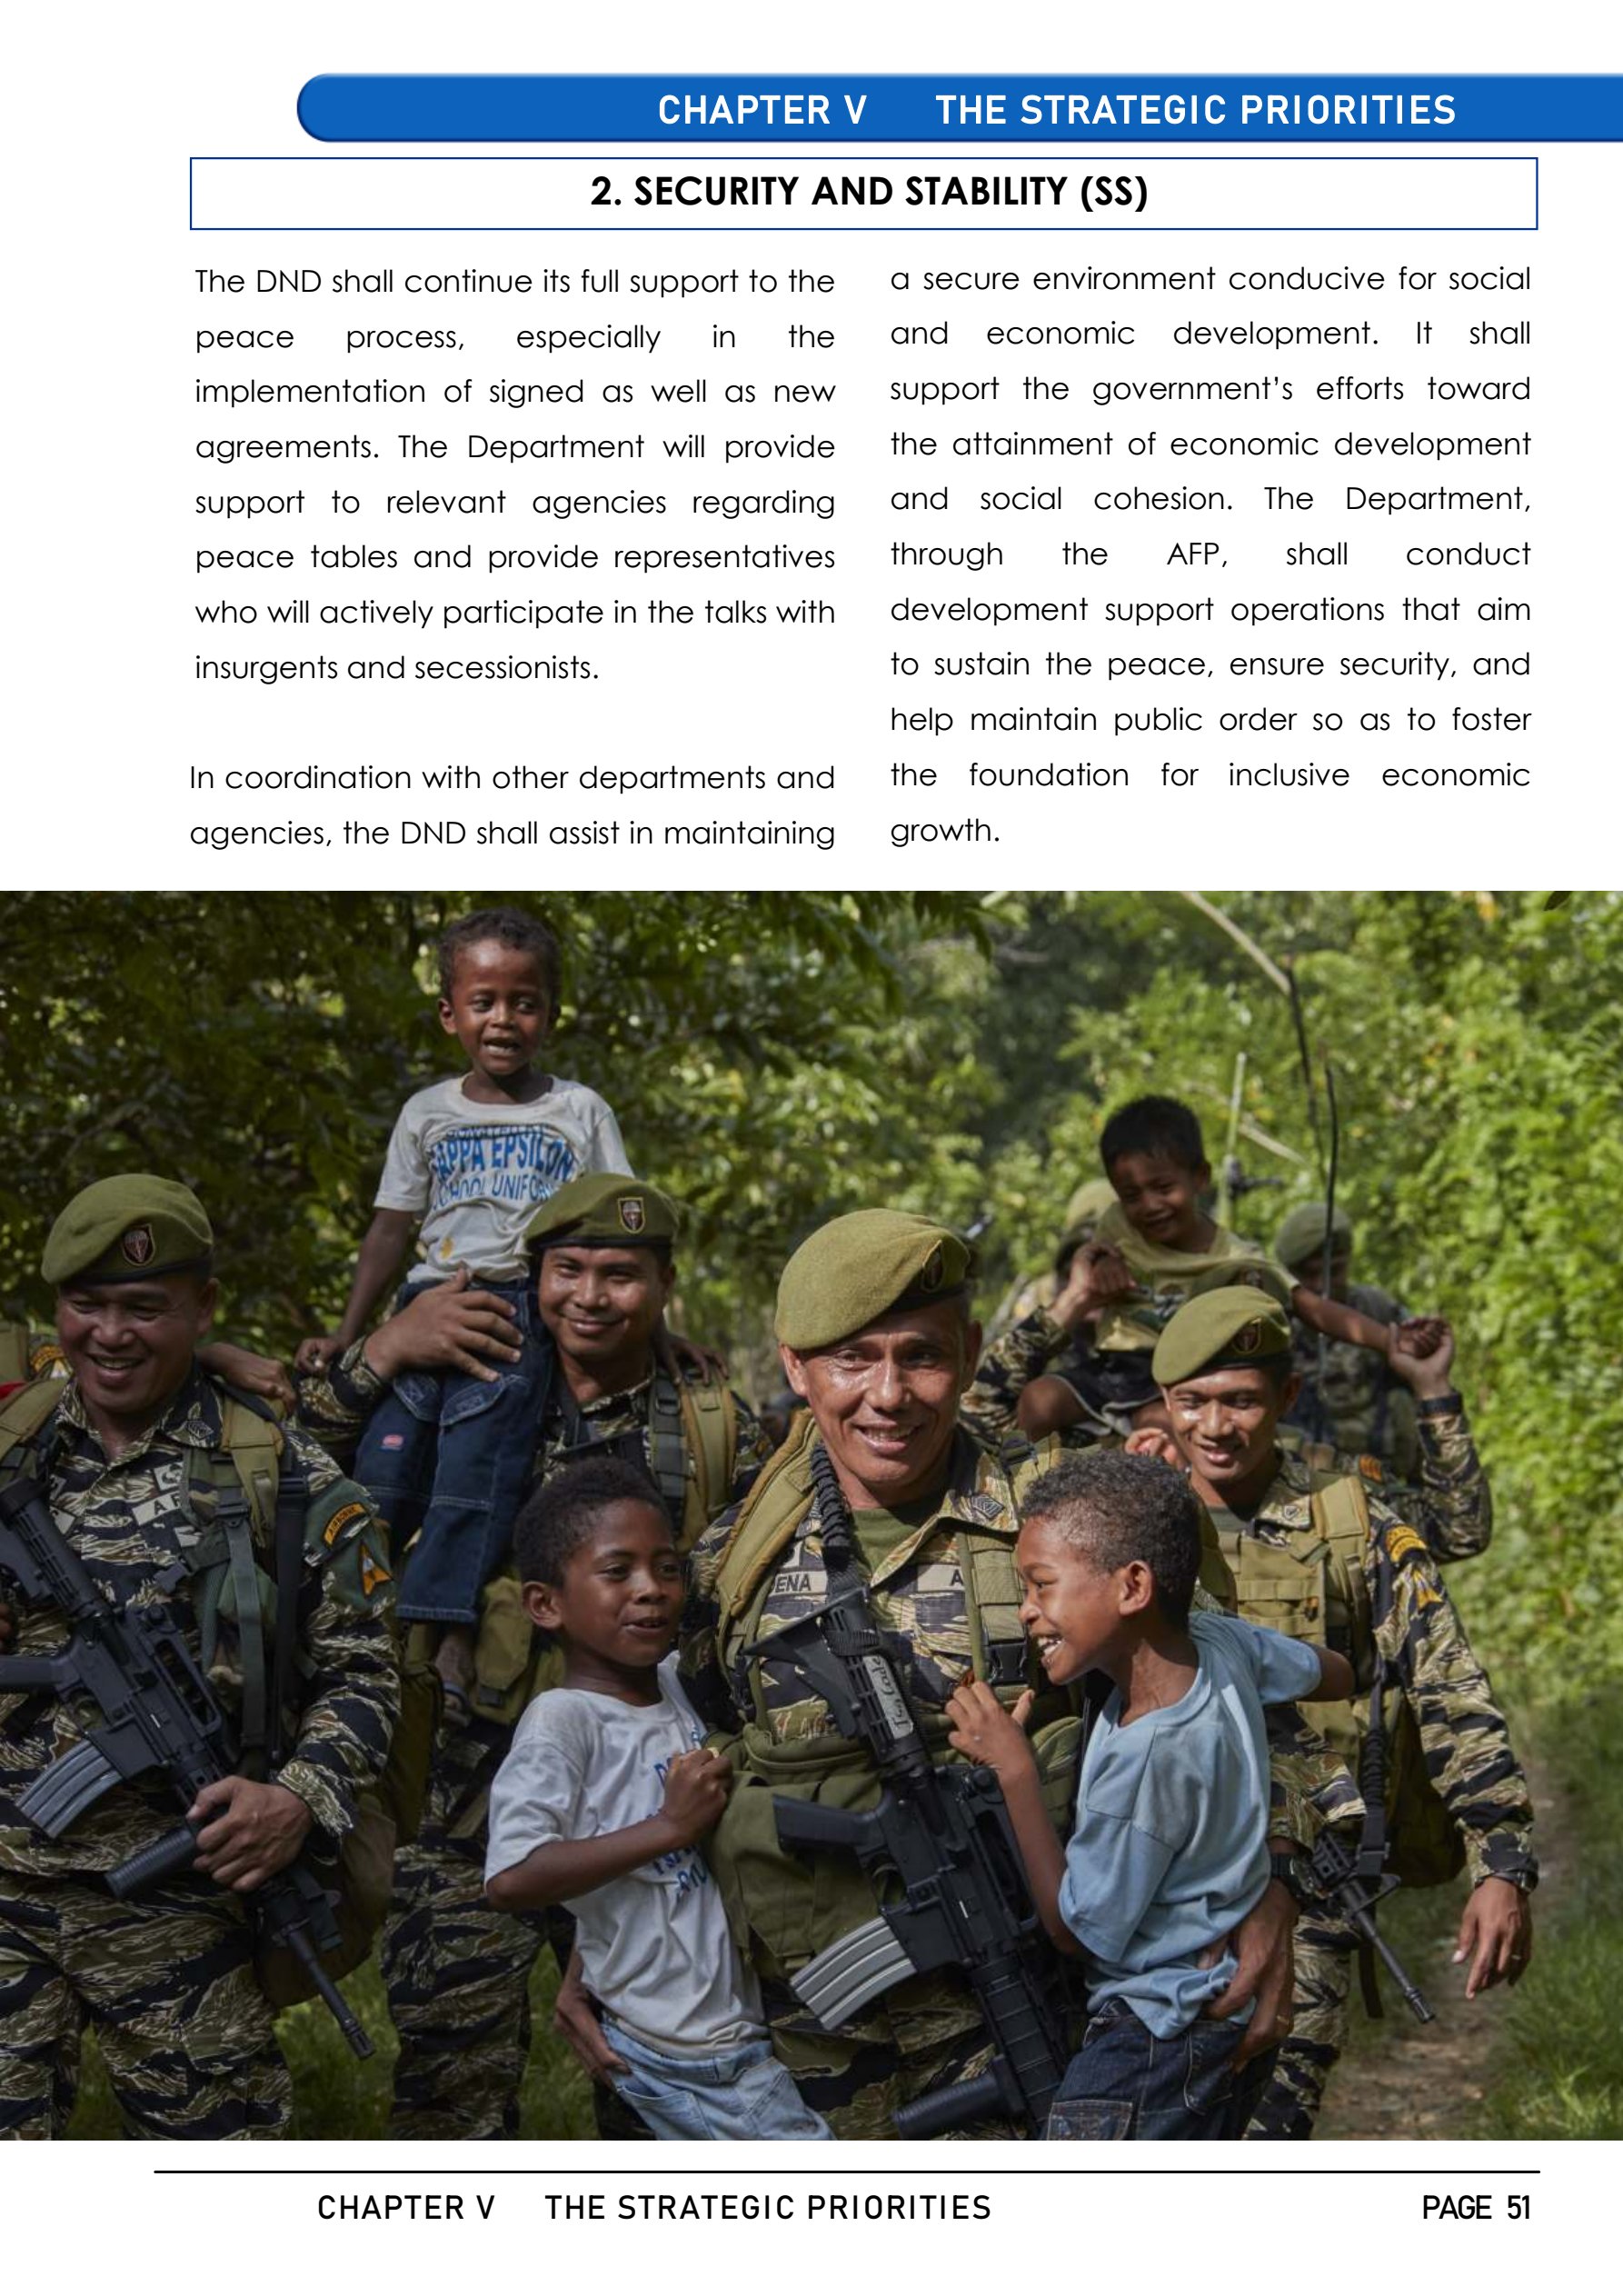 CHAPTER V THE STRATEGIC PRIORITIES
2. SECURITY AND STABILITY (SS)
The DND shall continue its full support to the
peace process, especially in the
implementation of signed as well as new
agreements. The Department will provide
support to relevant agencies regarding
peace tables and provide representatives
who will actively participate in the talks with
insurgents and secessionists.
In coordination with other departments and
agencies, the DND shall assist in maintaining
a secure environment conducive for social
and economic development. It shall
support the government's efforts toward
the attainment of economic development
and social cohesion. The Department,
through the AFP, shall conduct
development support operations that aim
to sustain the peace, ensure security, and
help maintain public order so as to foster
the foundation for inclusive economic
growth.
APPA EPSILON
UNIFO
ENA
CHAPTER V THE STRATEGIC PRIORITIES
PAGE 51